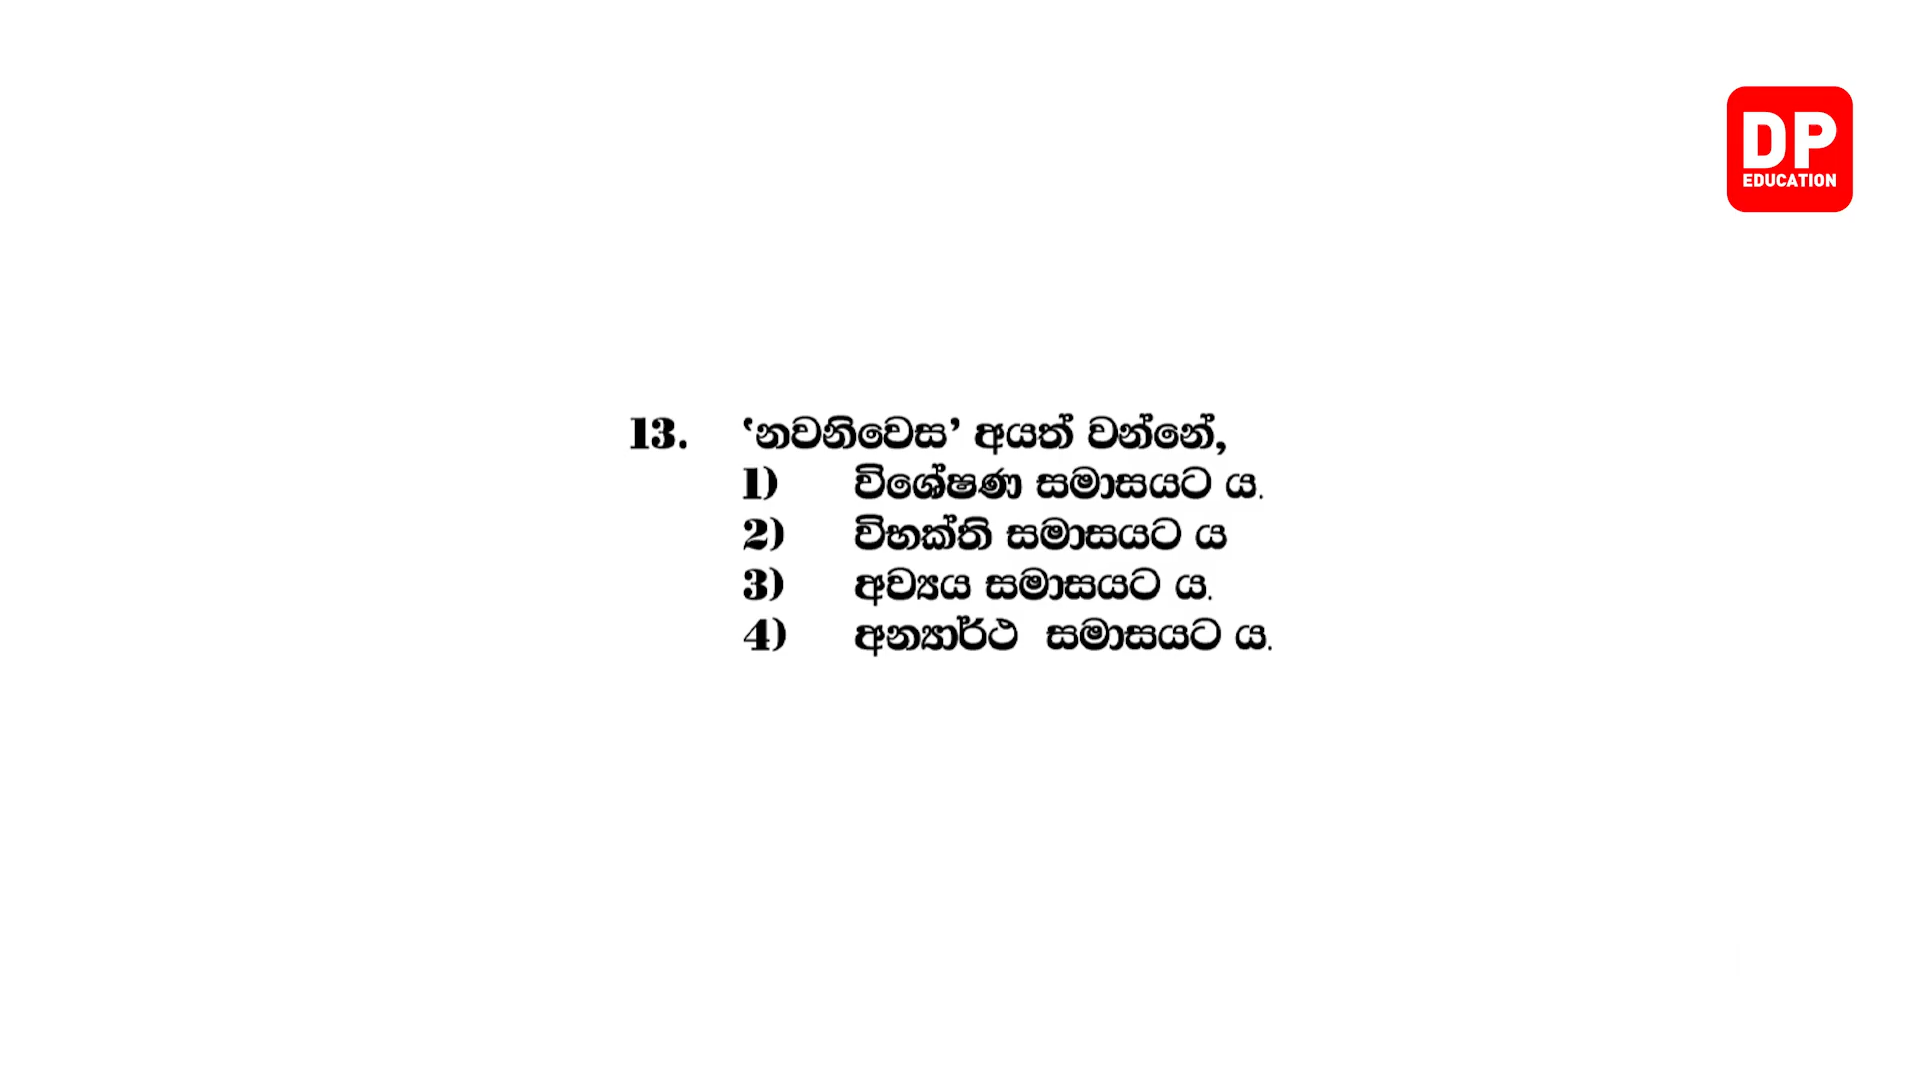 DP
EDUCATION
13. ‘නවනිවෙස’ අයත් වන්නේ,
1) විශේෂණ සමාසයට ය.
2) විභක්ති සමාසයට ය
3) අව්‍යය සමාසයට ය.
4) අන්‍යාර්ථ සමාසයට ය.